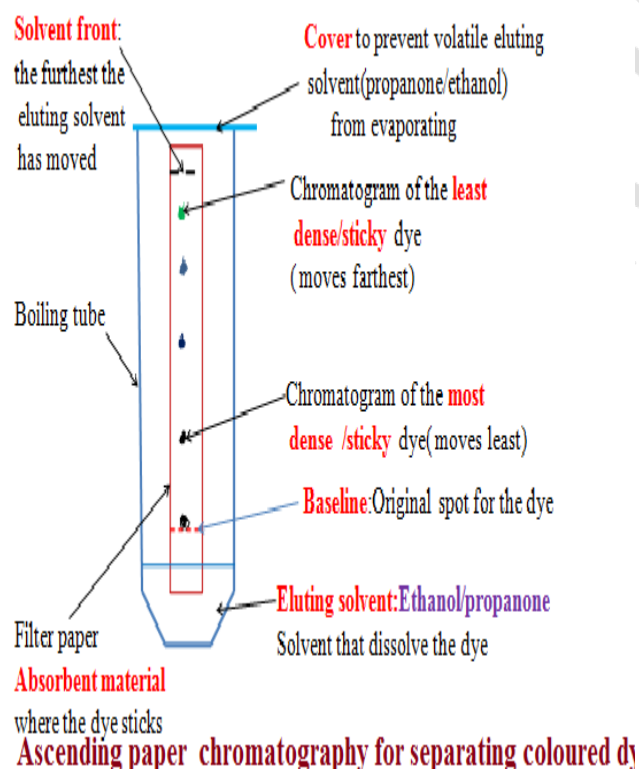 Solvent front:
the furthest the
eluting solvent
has moved
Cover to prevent volatile eluting
solvent(propanone/ethanol)
from evaporating
Chromatogram of the least
dense/sticky dye
(moves farthest)
Boiling tube
Chromatogram of the most
dense /sticky dye(moves least)
Baseline:Original spot for the dye
Eluting solvent:Ethanol/propanone
Solvent that dissolve the dye
Filter paper
Absorbent material
where the dye sticks
Ascending paper chromatography for separating coloured dy